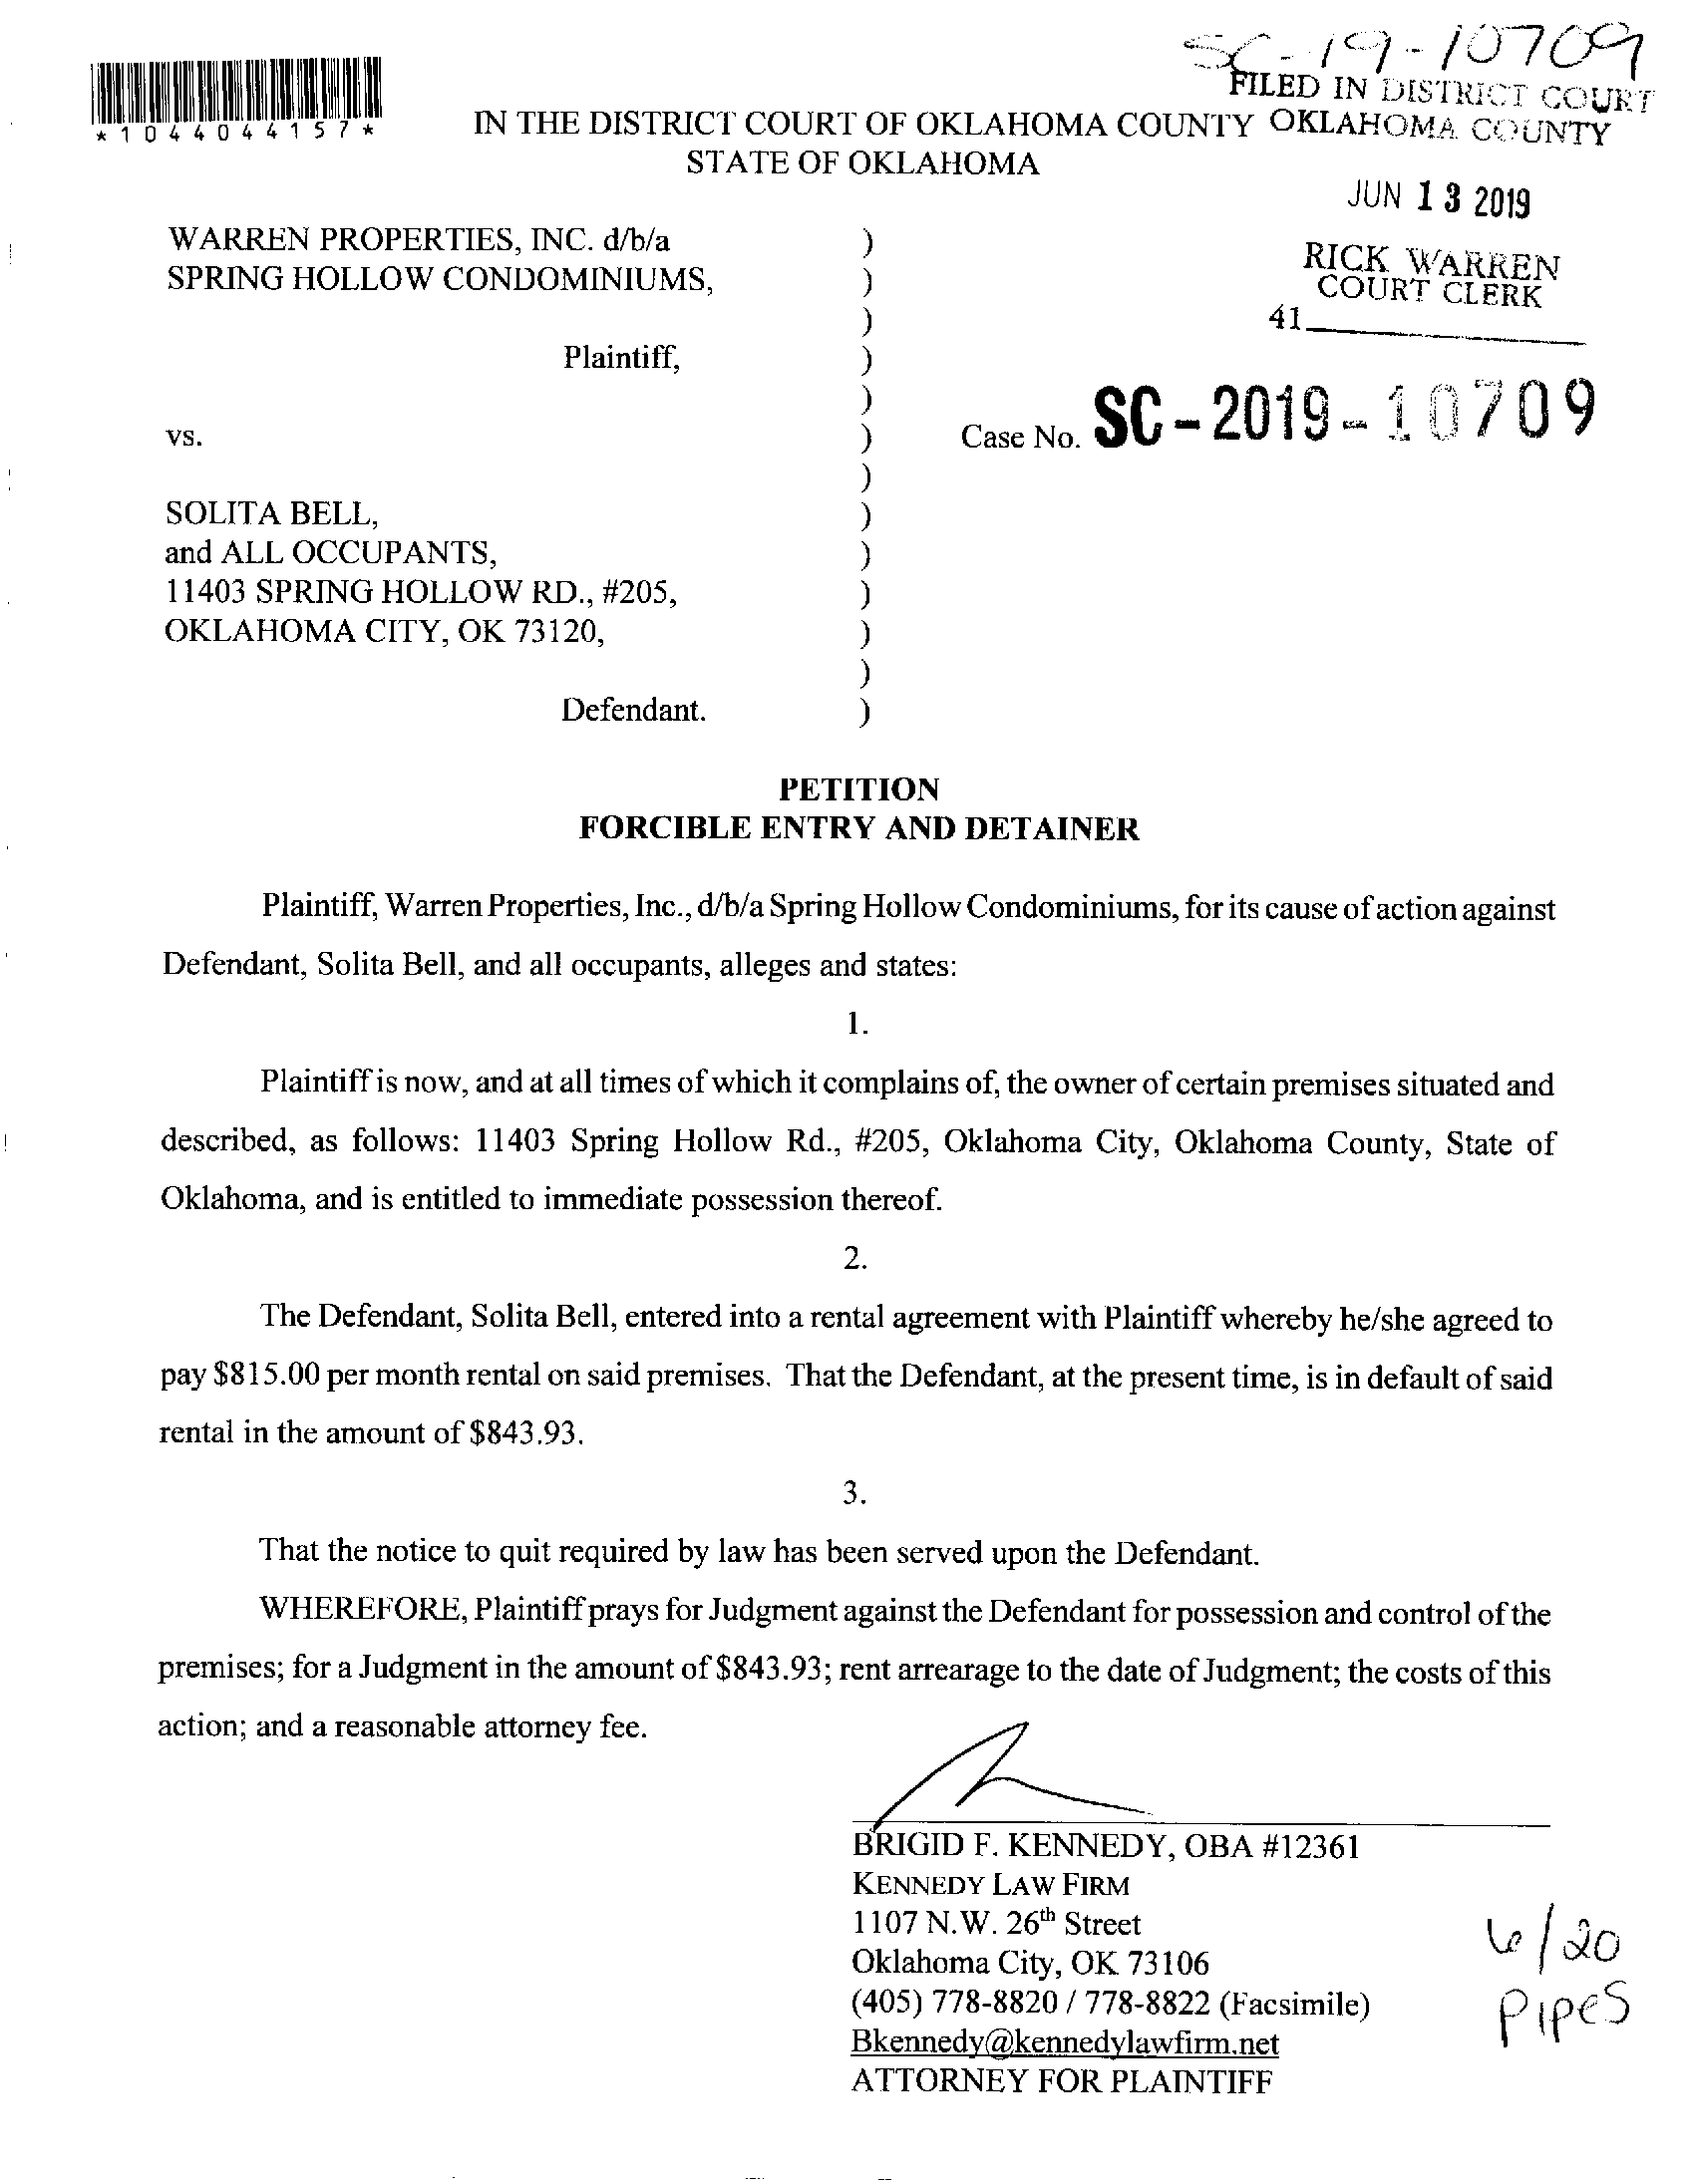 SC-19-10709
FILED IN DISTRICT COURT
OKLAHOMA COUNTY
*1044044157*
IN THE DISTRICT COURT OF OKLAHOMA COUNTY
STATE OF OKLAHOMA
JUN 13 2019
RICK WARREN
COURT CLERK
41
WARREN PROPERTIES, INC. d/b/a )
SPRING HOLLOW CONDOMINIUMS, )
)
Plaintiff, )
)
vs. ) Case No. SC-2019-10709
)
SOLITA BELL, )
and ALL OCCUPANTS, )
11403 SPRING HOLLOW RD., #205, )
OKLAHOMA CITY, OK 73120, )
)
Defendant. )
PETITION
FORCIBLE ENTRY AND DETAINER
Plaintiff, Warren Properties, Inc., d/b/a Spring Hollow Condominiums, for its cause of action against
Defendant, Solita Bell, and all occupants, alleges and states:
1.
Plaintiff is now, and at all times of which it complains of, the owner of certain premises situated and
described, as follows: 11403 Spring Hollow Rd., #205, Oklahoma City, Oklahoma County, State of
Oklahoma, and is entitled to immediate possession thereof.
2.
The Defendant, Solita Bell, entered into a rental agreement with Plaintiff whereby he/she agreed to
pay $815.00 per month rental on said premises. That the Defendant, at the present time, is in default of said
rental in the amount of $843.93.
3.
That the notice to quit required by law has been served upon the Defendant.
WHEREFORE, Plaintiff prays for Judgment against the Defendant for possession and control of the
premises; for a Judgment in the amount of $843.93; rent arrearage to the date of Judgment; the costs of this
action; and a reasonable attorney fee.
BRIGID F. KENNEDY, OBA #12361
KENNEDY LAW FIRM
1107 N.W. 26th Street
Oklahoma City, OK 73106
(405) 778-8820 / 778-8822 (Facsimile)
Bkennedy@kennedylawfirm.net
ATTORNEY FOR PLAINTIFF
6/20
Pipes